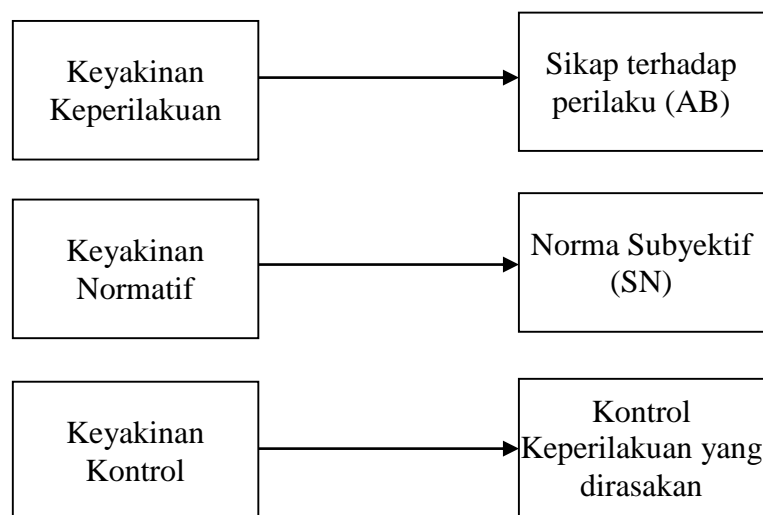 Keyakinan
Keperilakuan
Sikap terhadap
perilaku (AB)
Keyakinan
Normatif
Norma Subyektif
(SN)
Keyakinan
Kontrol
Kontrol
Keperilakuan yang
dirasakan